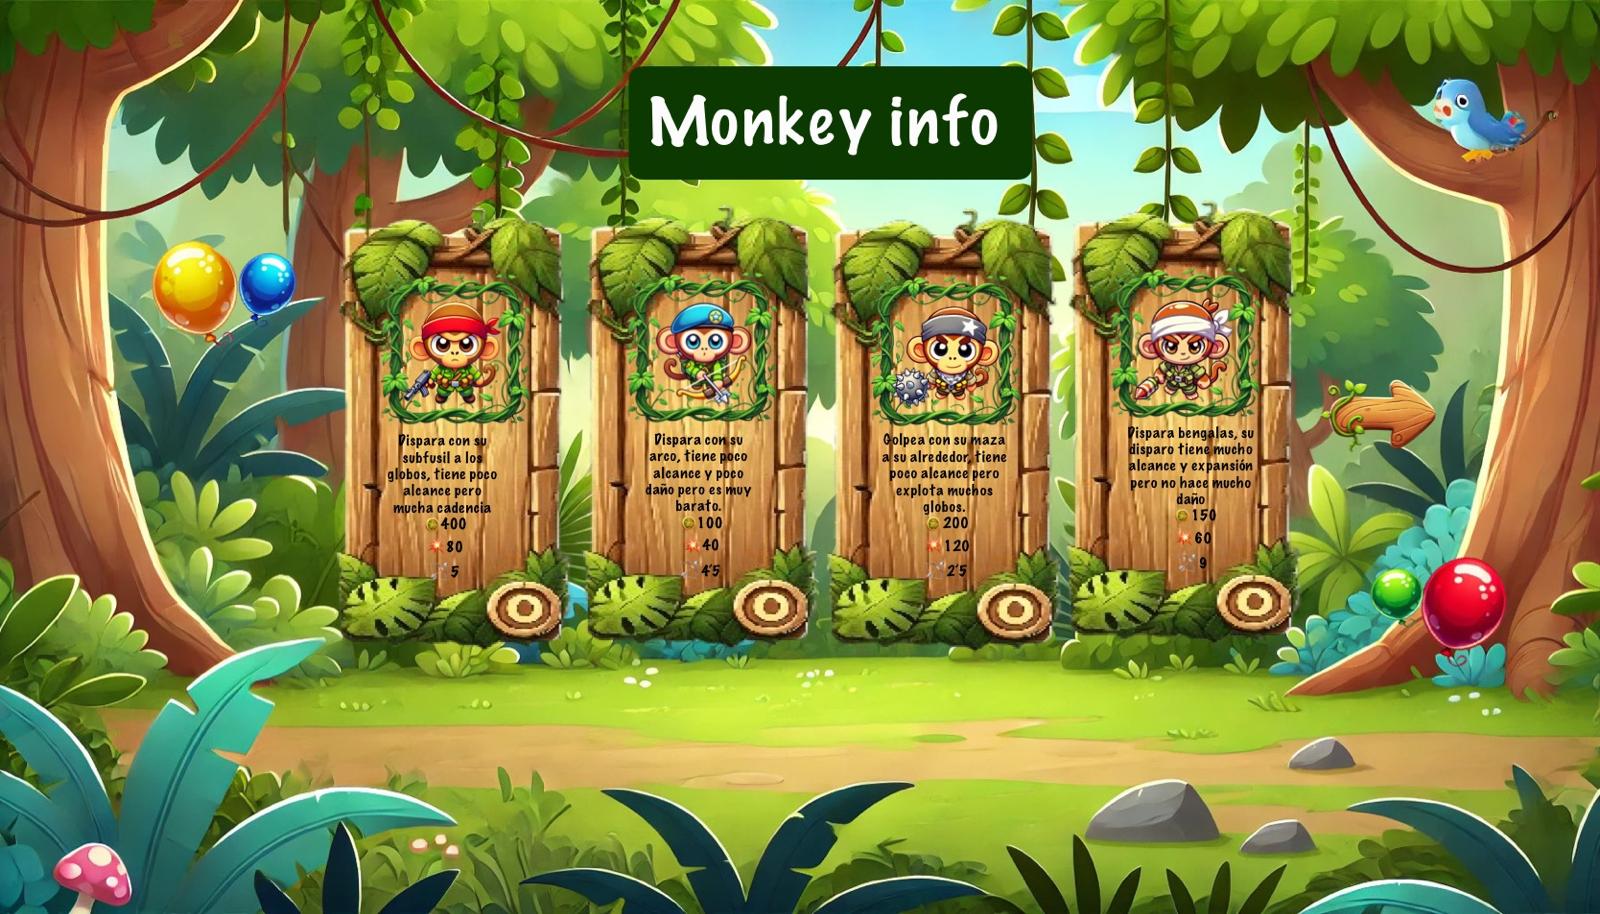 Monkey info
Dispara con su
subfusil a los
globos, tiene poco
alcance pero
mucha cadencia
400
80
5
Dispara con su
arco, tiene poco
alcance y poco
daño pero es muy
barato.
100
40
4'5
Golpea con su maza
a su alrededor, tiene
poco alcance pero
explota muchos
globos.
200
120
2'5
Dispara bengalas, su
disparo tiene mucho
alcance y expansión
pero no hace mucho
daño
150
60
9